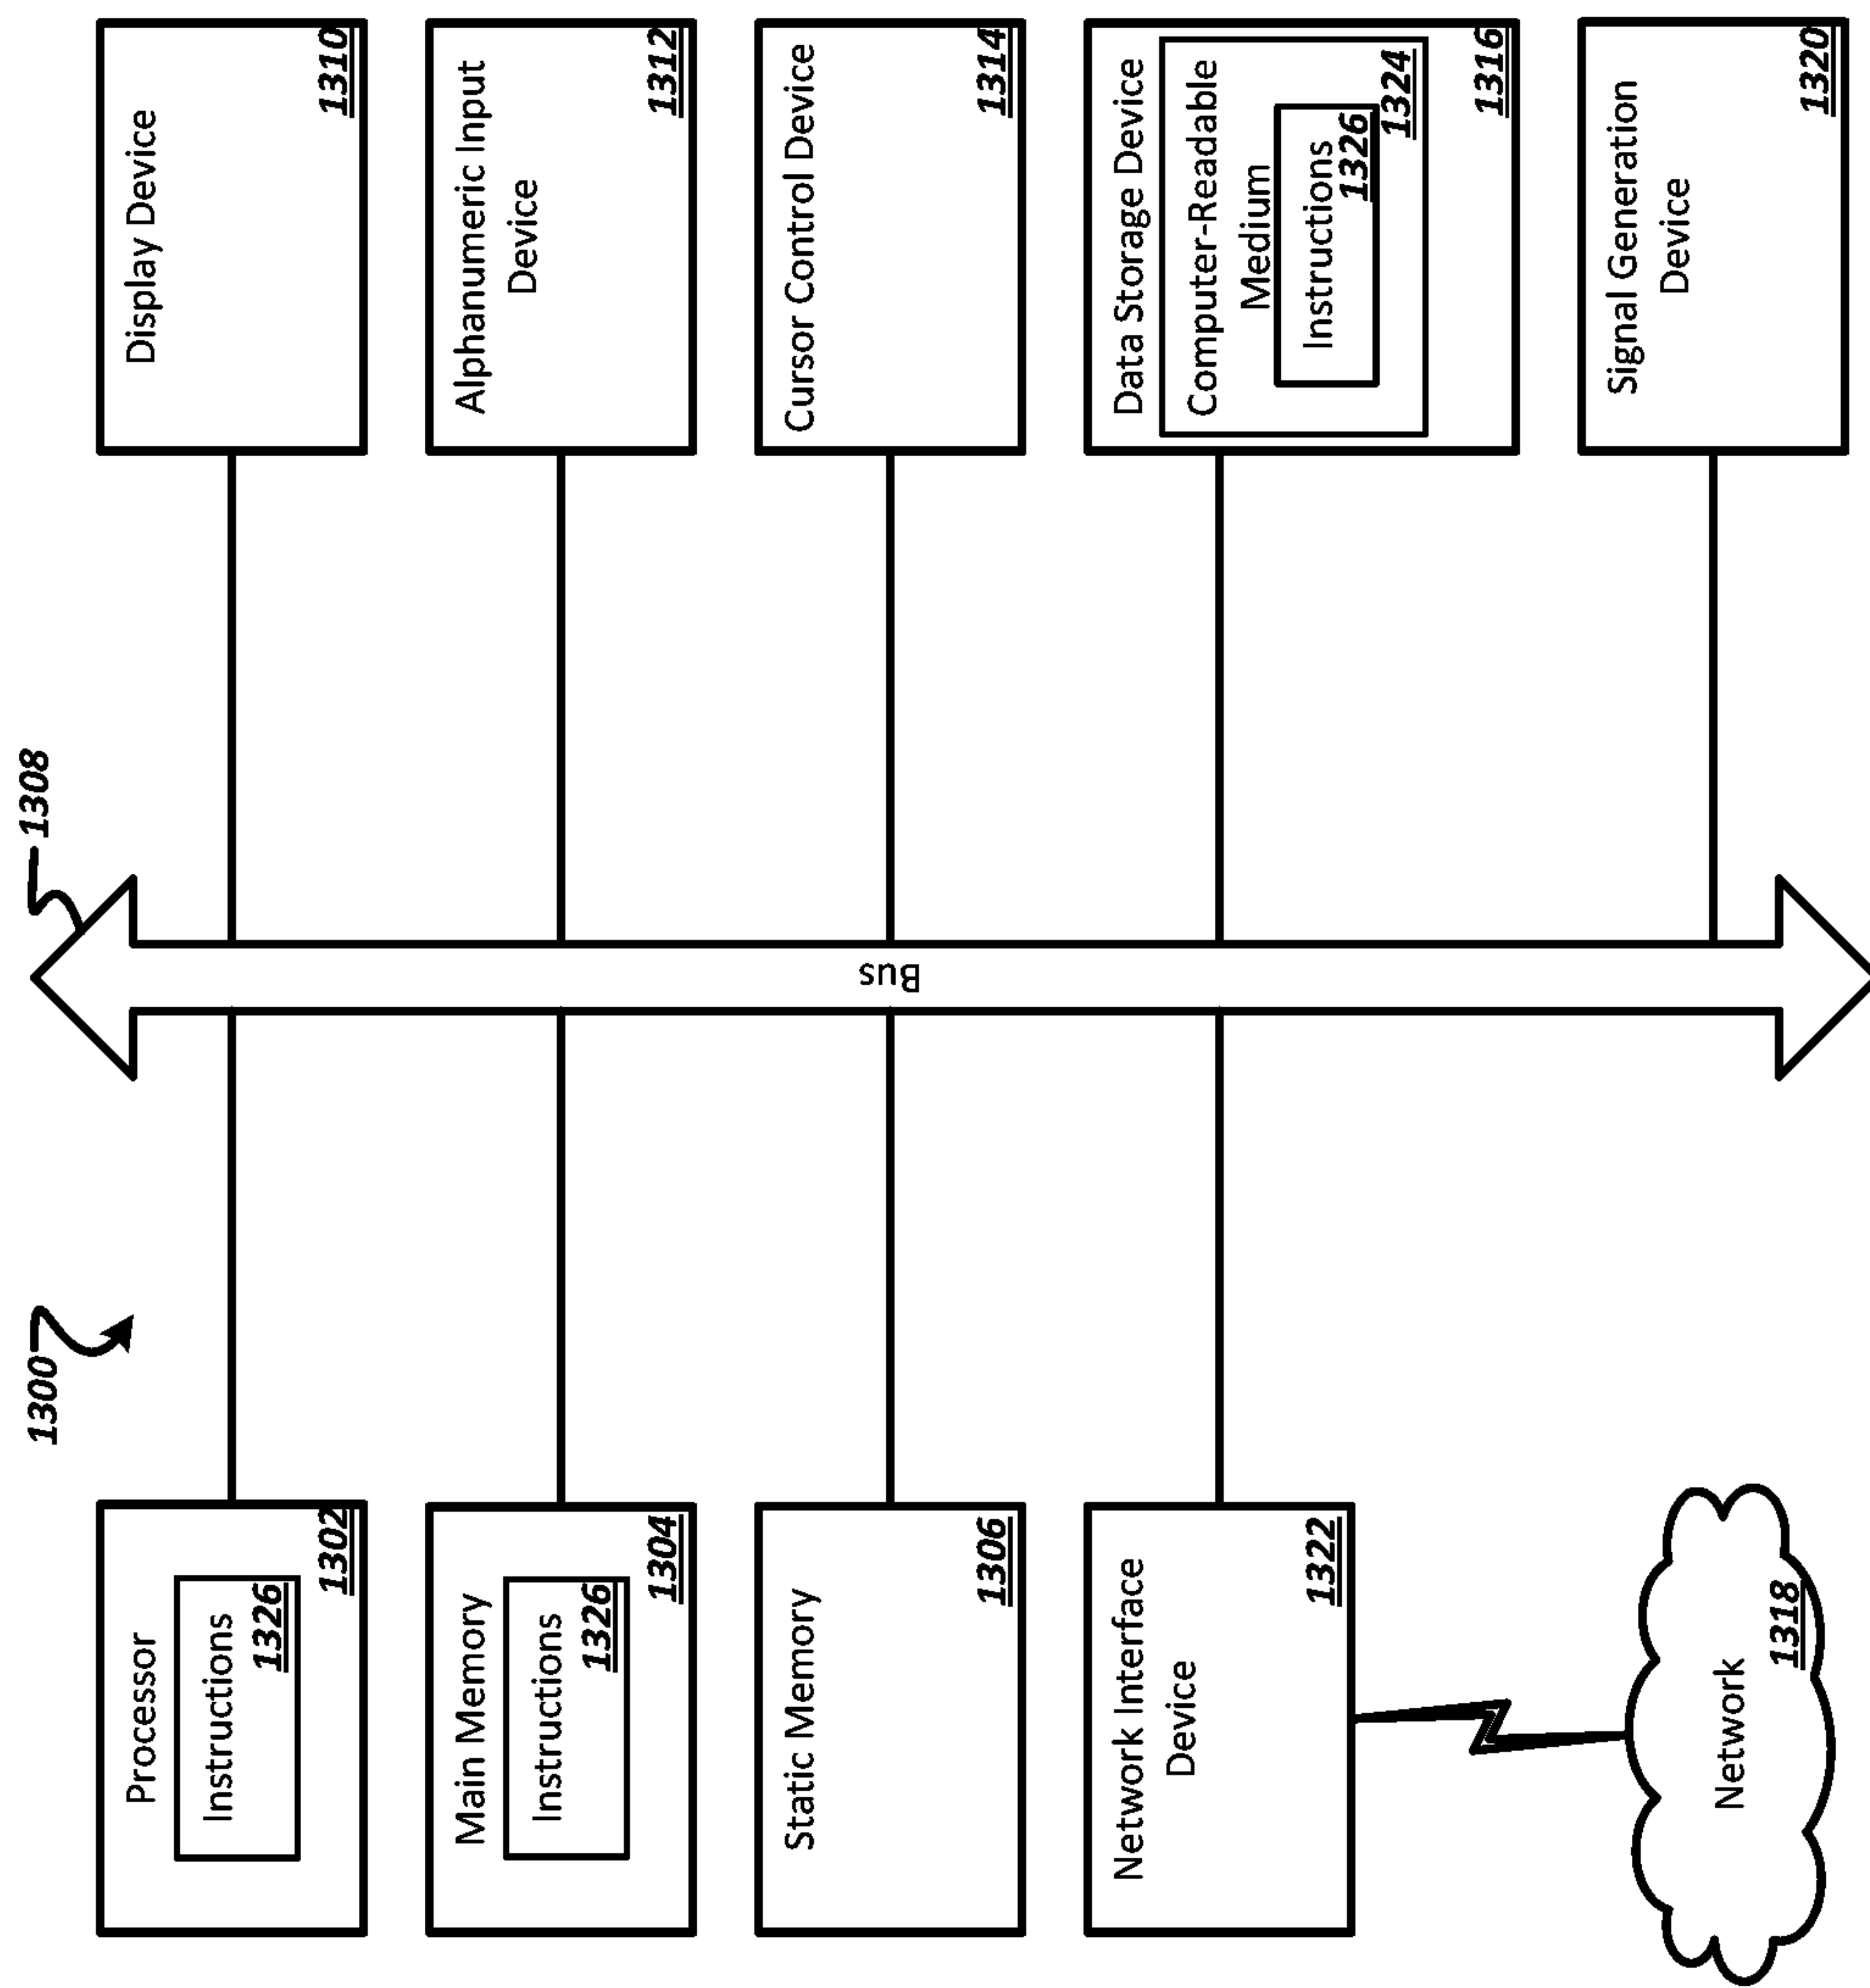 1300
1308
Processor
Instructions
1326
1302
Main Memory
Instructions
1326
1304
Static Memory
1306
Network Interface
Device
1322
Network
1318
Bus
Display Device
1310
Alphanumeric Input
Device
1312
Cursor Control Device
1314
Data Storage Device
Computer-Readable
Medium
Instructions
1326
1324
1316
Signal Generation
Device
1320